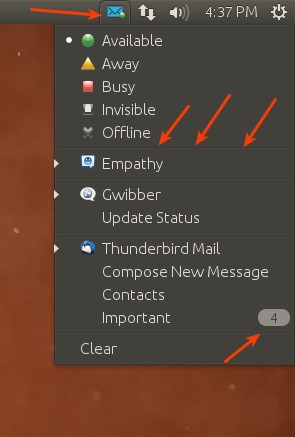 4:37 PM
Available
Away
Busy
Invisible
Offline
Empathy
Gwibber
Update Status
Thunderbird Mail
Compose New Message
Contacts
Important 4
Clear